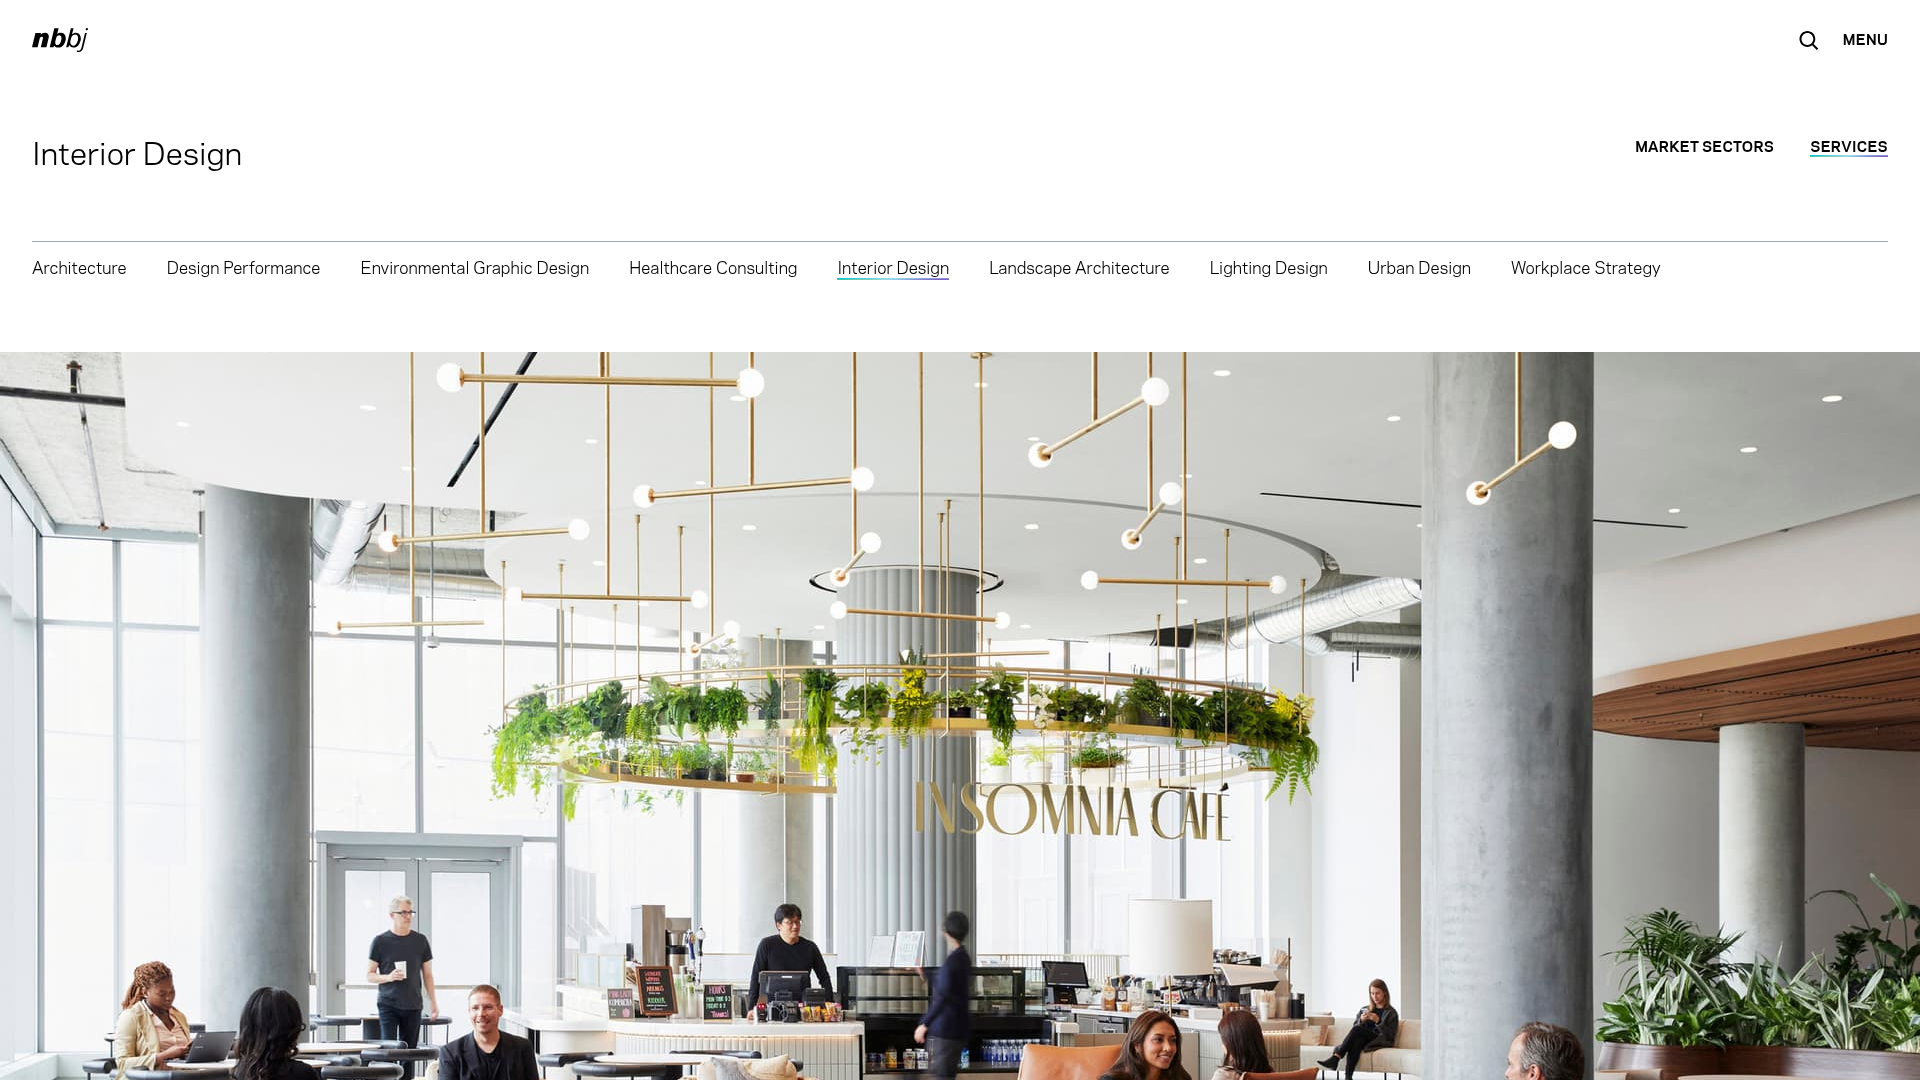 nbbj
MENU
Interior Design
MARKET SECTORS
SERVICES
Architecture
Design Performance
Environmental Graphic Design
Healthcare Consulting
Interior Design
Landscape Architecture
Lighting Design
Urban Design
Workplace Strategy
INSOMNIA CAFÉ